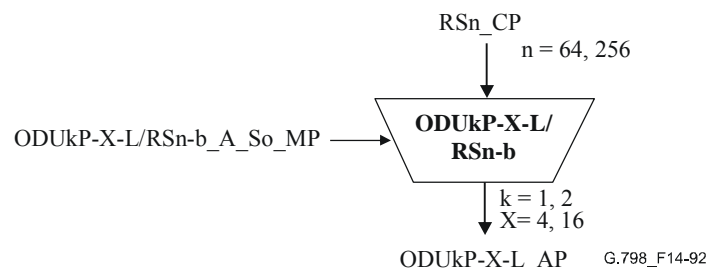 RSn_CP
n = 64, 256
ODUkP-X-L/RSn-b_A_So_MP
ODUkP-X-L/
RSn-b
k = 1, 2
X= 4, 16
ODUkP-X-L_AP
G.798_F14-92